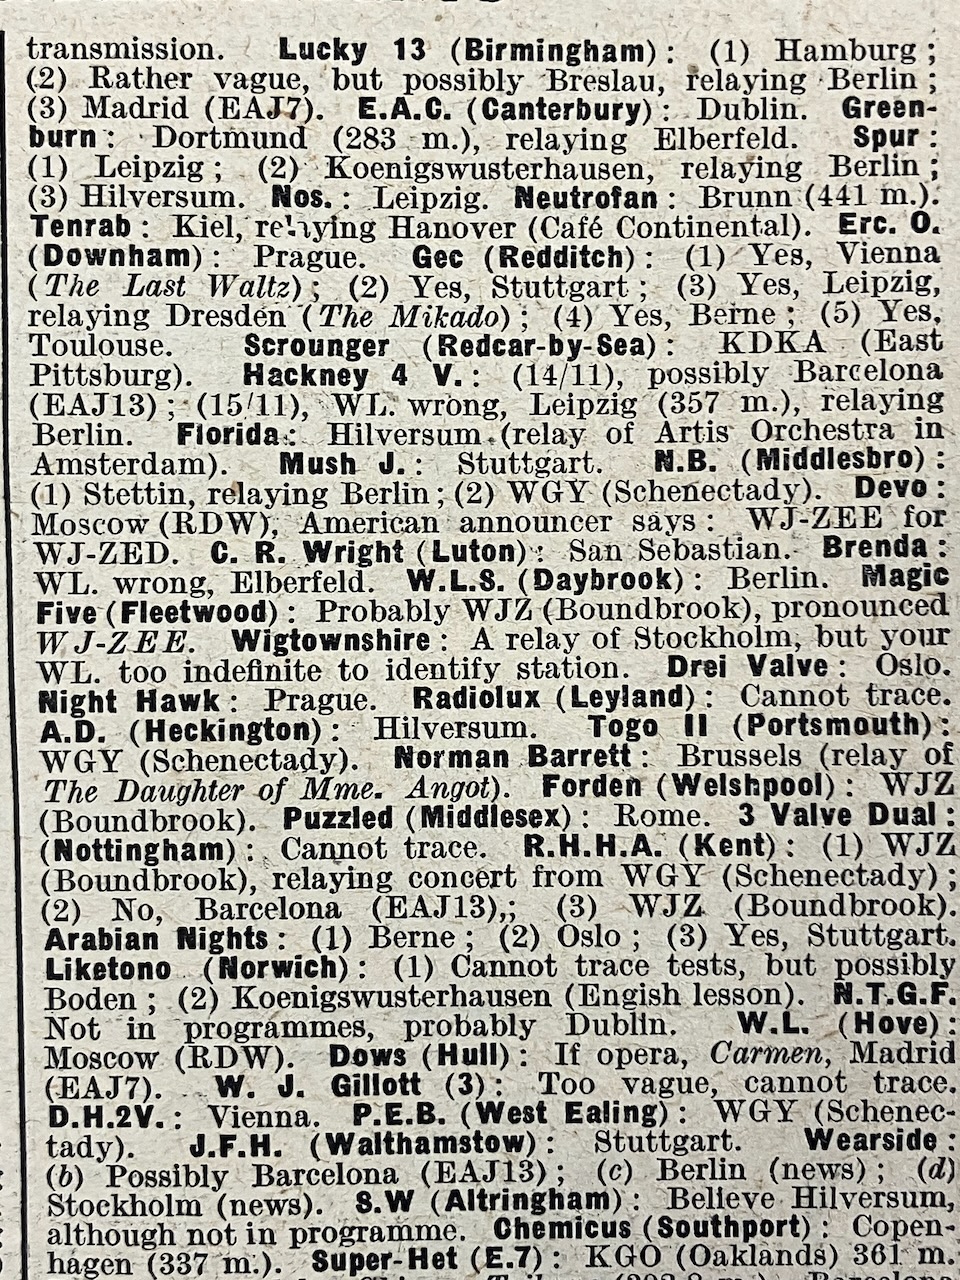 transmission. Lucky 13 (Birmingham): (1) Hamburg;
(2) Rather vague, but possibly Breslau, relaying Berlin;
(3) Madrid (EAJ7). E.A.C. (Canterbury): Dublin. Green-
burn: Dortmund (283 m.), relaying Elberfeld. Spur:
(1) Leipzig; (2) Koenigswusterhausen, relaying Berlin;
(3) Hilversum. Nos.: Leipzig. Neutrofan: Brunn (441 m.).
Tenrab: Kiel, relaying Hanover (Café Continental). Erc. O.
(Downham): Prague. Gec (Redditch): (1) Yes, Vienna
(The Last Waltz); (2) Yes, Stuttgart; (3) Yes, Leipzig,
relaying Dresden (The Mikado); (4) Yes, Berne; (5) Yes,
Toulouse. Scrounger (Redcar-by-Sea): KDKA (East
Pittsburg). Hackney 4 V.: (14/11), possibly Barcelona
(EAJ13); (15/11), WL. wrong, Leipzig (357 m.), relaying
Berlin. Florida: Hilversum (relay of Artis Orchestra in
Amsterdam). Mush J.: Stuttgart. N.B. (Middlesbro):
(1) Stettin, relaying Berlin; (2) WGY (Schenectady). Devo:
Moscow (RDW), American announcer says: WJ-ZEE for
WJ-ZED. C. R. Wright (Luton): San Sebastian. Brenda:
WL. wrong, Elberfeld. W.L.S. (Daybrook): Berlin. Magic
Five (Fleetwood): Probably WJZ (Boundbrook), pronounced
WJ-ZEE. Wigtownshire: A relay of Stockholm, but your
WL. too indefinite to identify station. Drei Valve: Oslo.
Night Hawk: Prague. Radiolux (Leyland): Cannot trace.
A.D. (Heckington): Hilversum. Togo II (Portsmouth):
WGY (Schenectady). Norman Barrett: Brussels (relay of
The Daughter of Mme. Angot). Forden (Welshpool): WJZ
(Boundbrook). Puzzled (Middlesex): Rome. 3 Valve Dual:
(Nottingham): Cannot trace. R.H.H.A. (Kent): (1) WJZ
(Boundbrook), relaying concert from WGY (Schenectady);
(2) No, Barcelona (EAJ13),; (3) WJZ (Boundbrook).
Arabian Nights: (1) Berne; (2) Oslo; (3) Yes, Stuttgart.
Liketono (Norwich): (1) Cannot trace tests, but possibly
Boden; (2) Koenigswusterhausen (Engish lesson). N.T.G.F.
Not in programmes, probably Dublin. W.L. (Hove):
Moscow (RDW). Dows (Hull): If opera, Carmen, Madrid
(EAJ7). W. J. Gillott (3): Too vague, cannot trace.
D.H.2V.: Vienna. P.E.B. (West Ealing): WGY (Schenec-
tady). J.F.H. (Walthamstow): Stuttgart. Wearside:
(b) Possibly Barcelona (EAJ13); (c) Berlin (news); (d)
Stockholm (news). S.W (Altringham): Believe Hilversum,
although not in programme. Chemicus (Southport): Copen-
hagen (337 m.). Super-Het (E.7): KGO (Oaklands) 361 m.